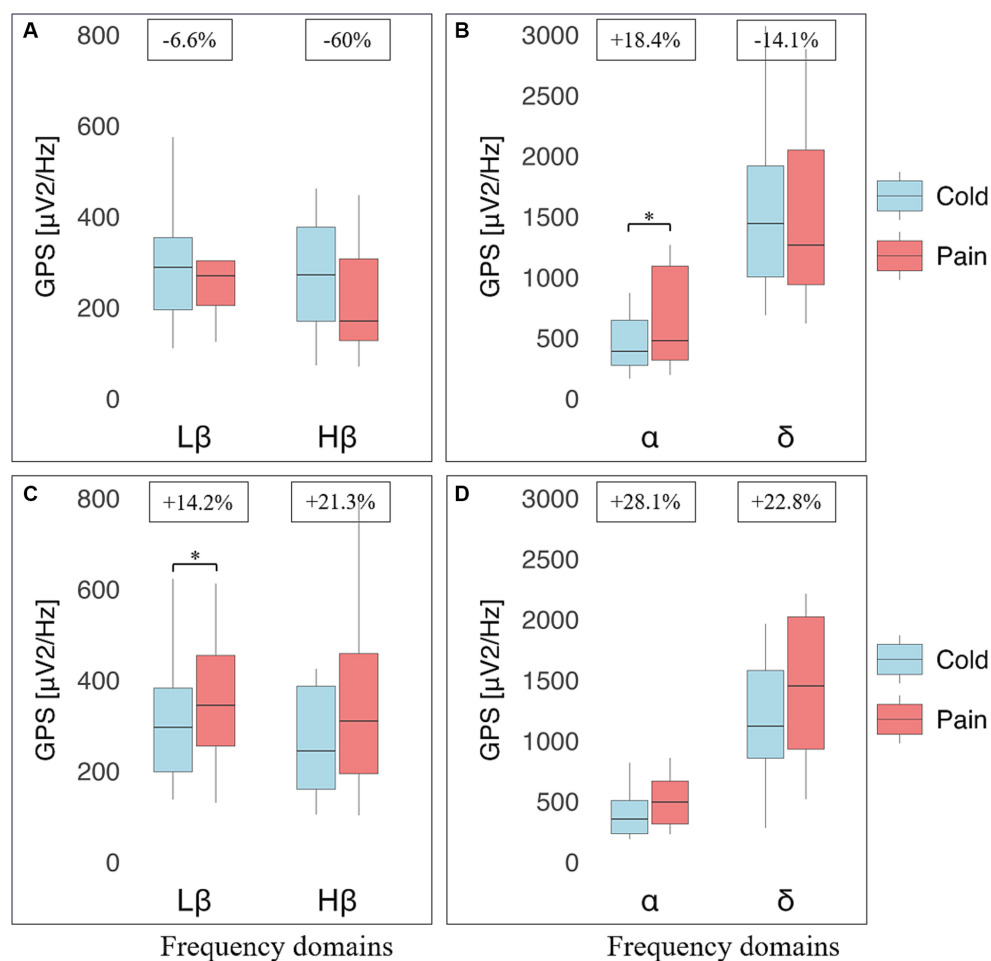 A
800
600
400
200
0
GPS [µV2/Hz]
-6.6%
-60%
Lβ
Hβ
B
3000
2500
2000
1500
1000
500
0
GPS [µV2/Hz]
+18.4%
-14.1%
*
α
δ
Cold
Pain
C
800
600
400
200
0
GPS [µV2/Hz]
+14.2%
+21.3%
*
Lβ
Hβ
Frequency domains
D
3000
2500
2000
1500
1000
500
0
GPS [µV2/Hz]
+28.1%
+22.8%
α
δ
Frequency domains
Cold
Pain